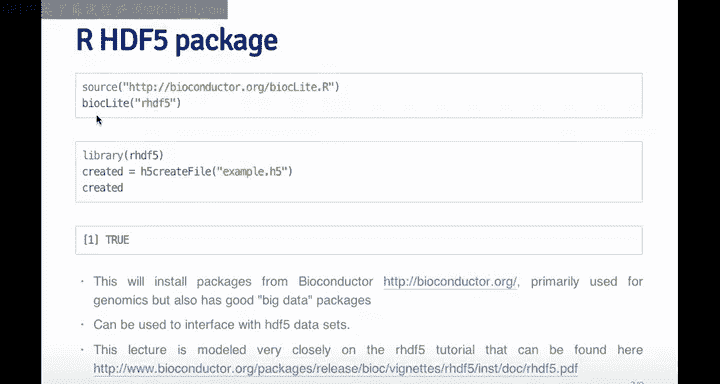 R HDF5 package
source("http://bioconductor.org/biocLite.R")
biocLite("rhdf5")
library(rhdf5)
created = h5createFile("example.h5")
created
[1] TRUE
· This will install packages from Bioconductor http://bioconductor.org/, primarily used for
genomics but also has good "big data" packages
· Can be used to interface with hdf5 data sets.
· This lecture is modeled very closely on the rhdf5 tutorial that can be found here
http://www.bioconductor.org/packages/release/bioc/vignettes/rhdf5/inst/doc/rhdf5.pdf